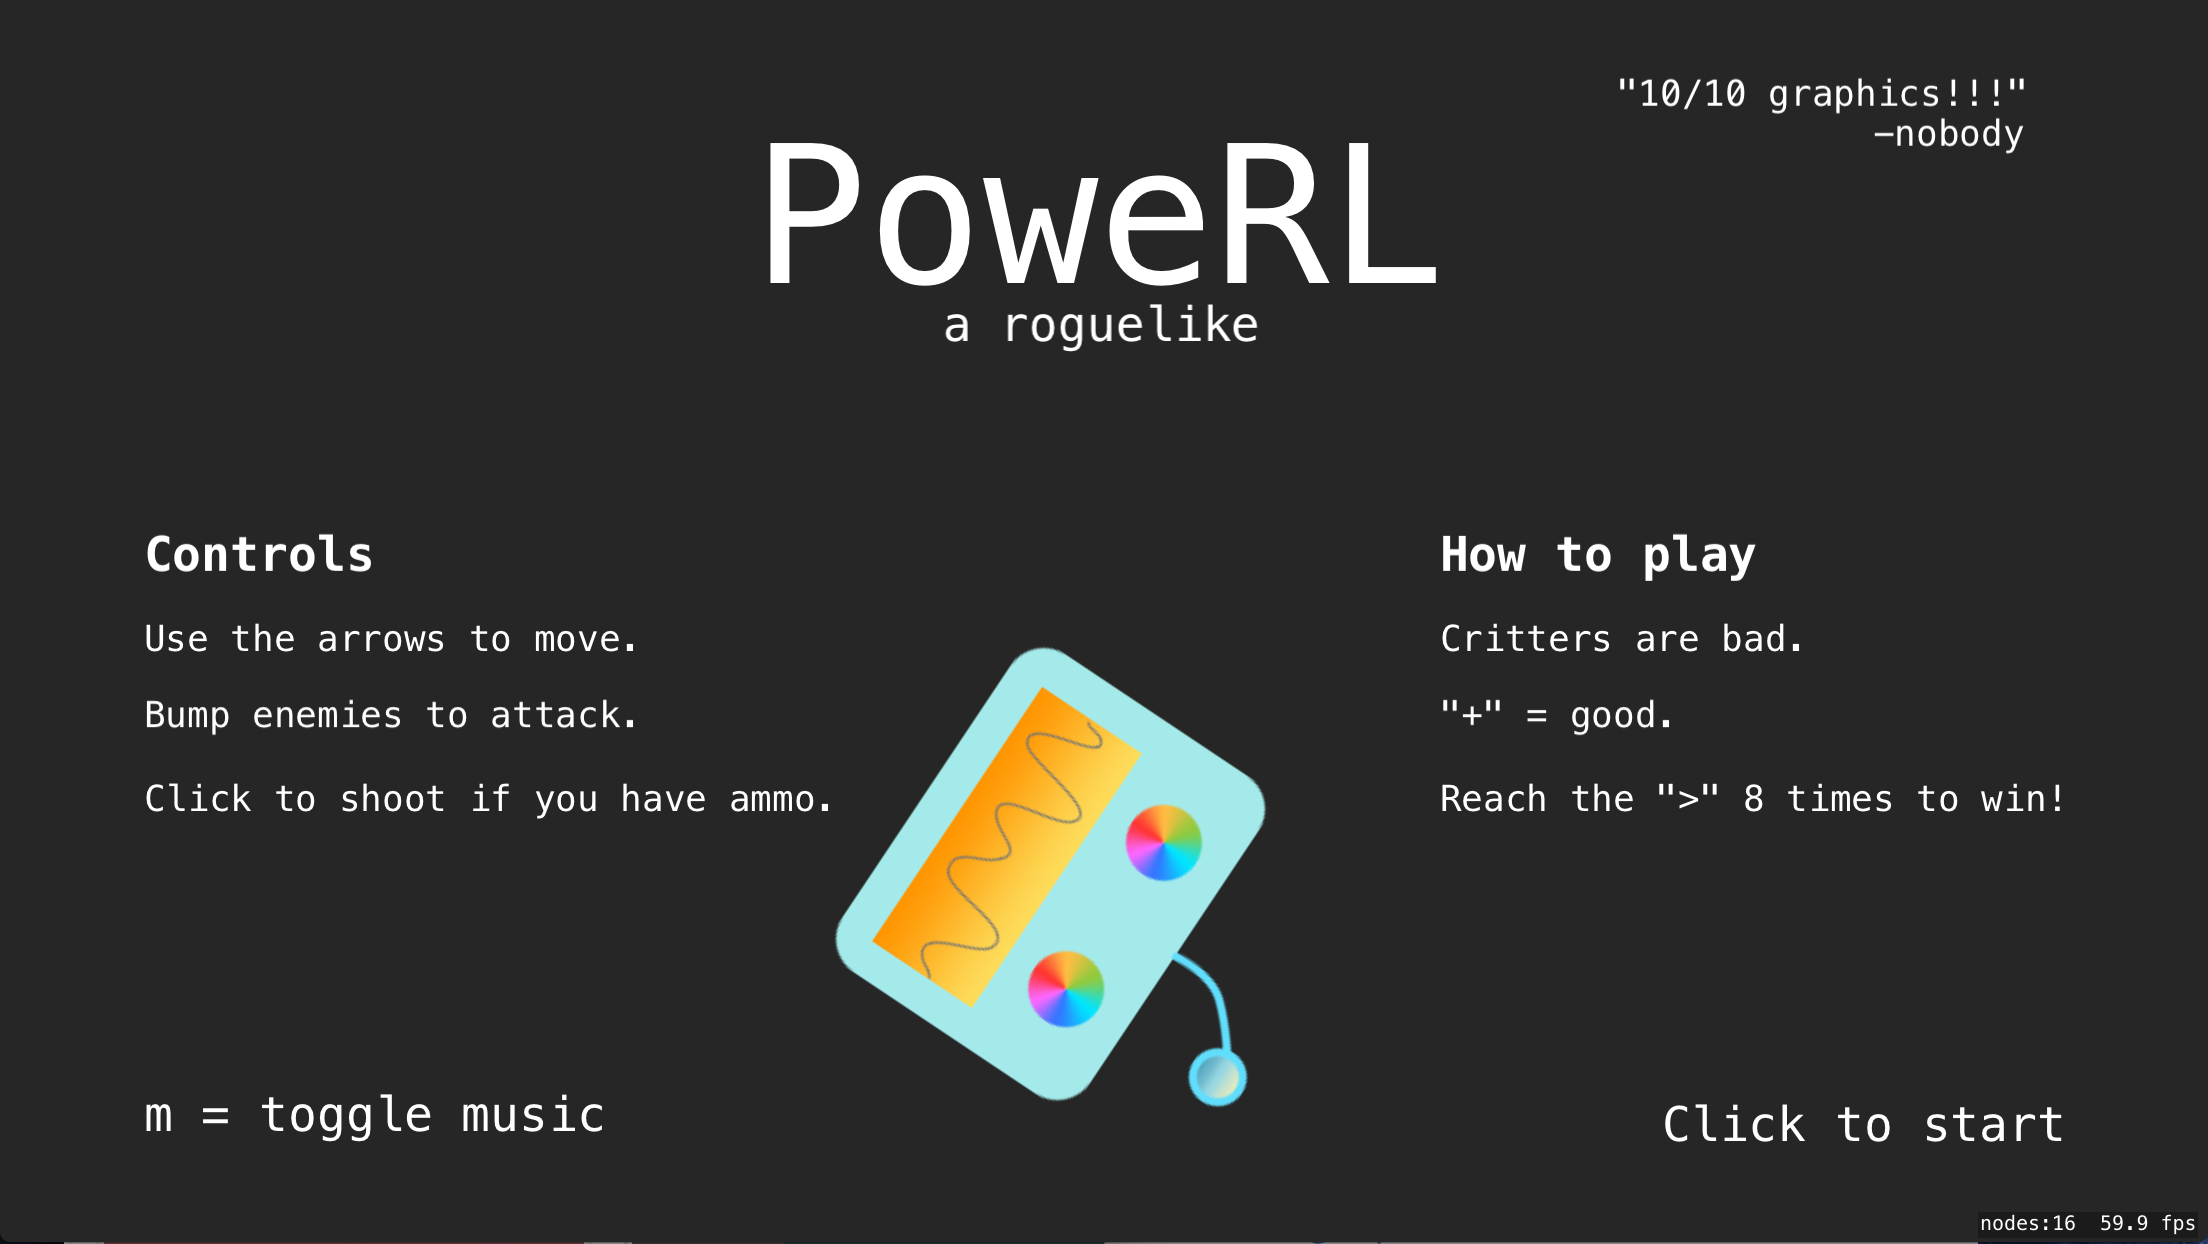 "10/10 graphics!!!"
—nobody
PoweRL
a roguelike
Controls
Use the arrows to move.
Bump enemies to attack.
Click to shoot if you have ammo.
How to play
Critters are bad.
"+" = good.
Reach the ">" 8 times to win!
m = toggle music
Click to start
nodes:16 59.9 fps